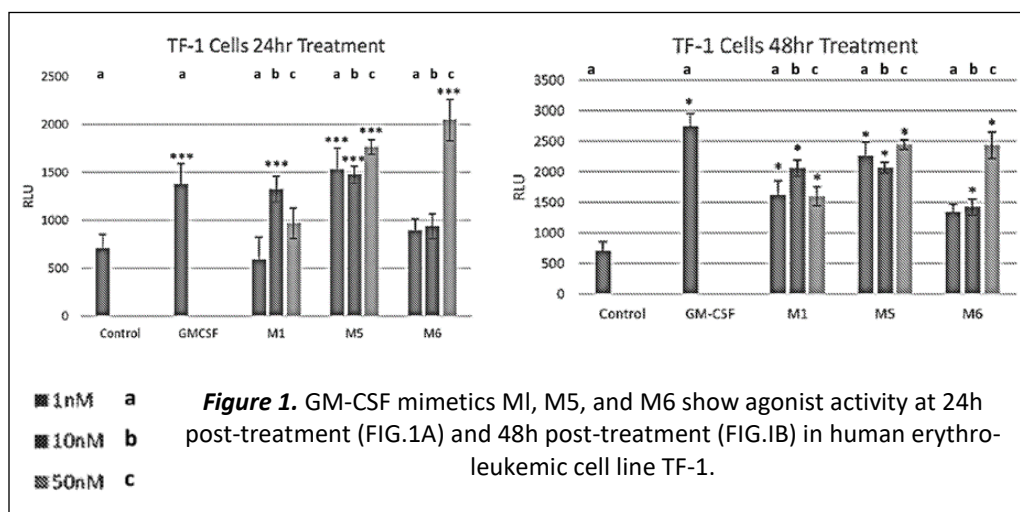 TF-1 Cells 24hr Treatment
a a a b c a b c a b c
2500
2000
1500
1000
500
0
RLU
*** *** *** *** *** ***
Control GMCSF M1 M5 M6
TF-1 Cells 48hr Treatment
a a a b c a b c a b c
3500
3000
2500
2000
1500
1000
500
0
RLU
* * * * * * * * *
Control GM-CSF M1 M5 M6
1nM a
10nM b
50nM c
Figure 1. GM-CSF mimetics Ml, M5, and M6 show agonist activity at 24h
post-treatment (FIG.1A) and 48h post-treatment (FIG.IB) in human erythro-
leukemic cell line TF-1.